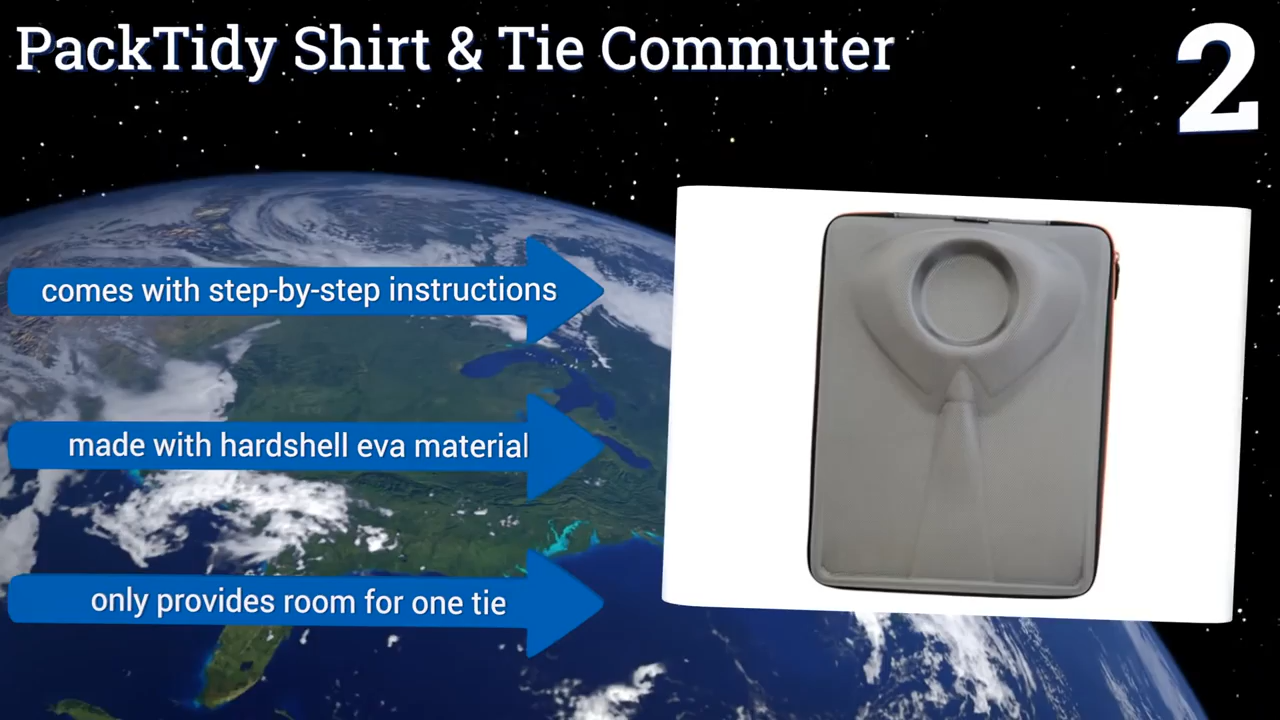 PackTidy Shirt & Tie Commuter
2
comes with step-by-step instructions
made with hardshell eva material
only provides room for one tie